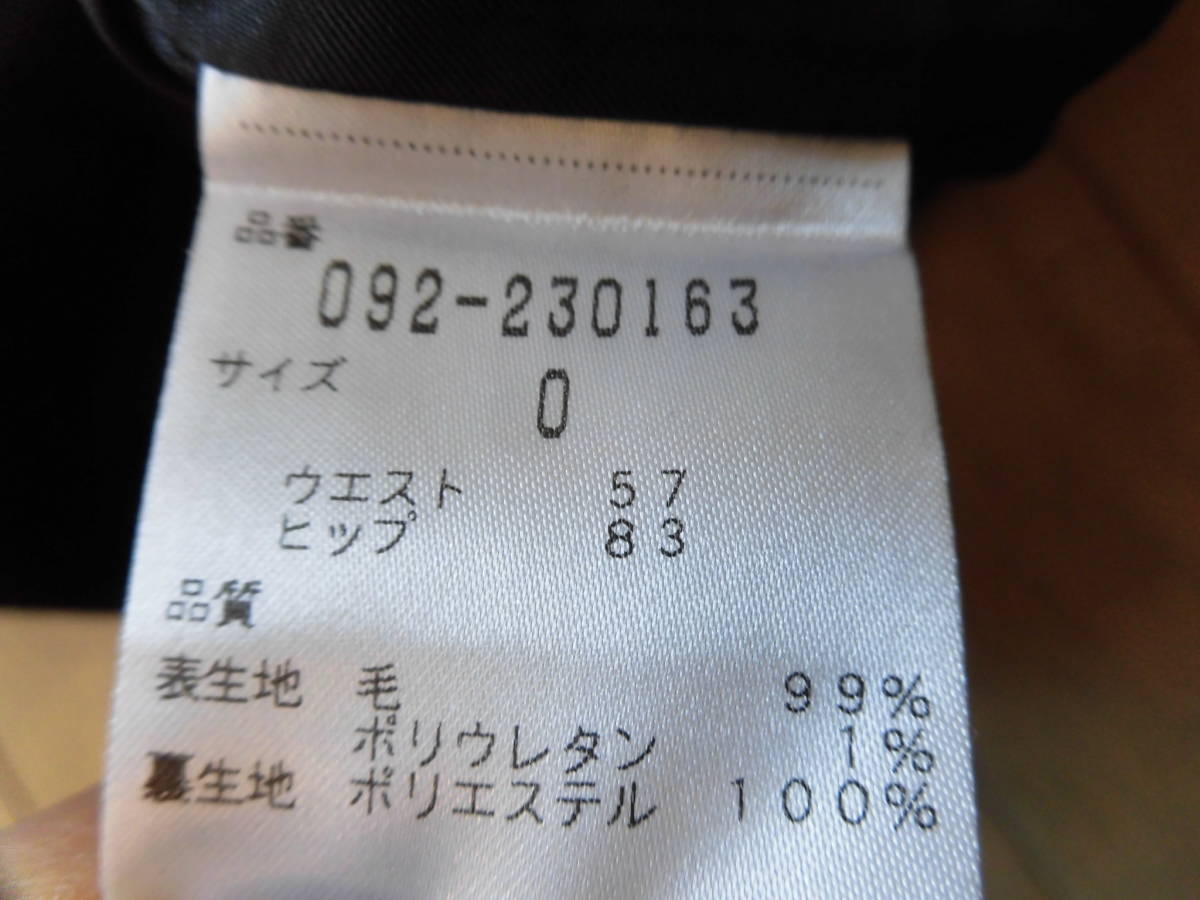 品番
092-230163
サイズ 0
ウエスト 57
ヒップ 83
品質
表生地 毛 99%
ポリウレタン 1%
裏生地 ポリエステル 100%